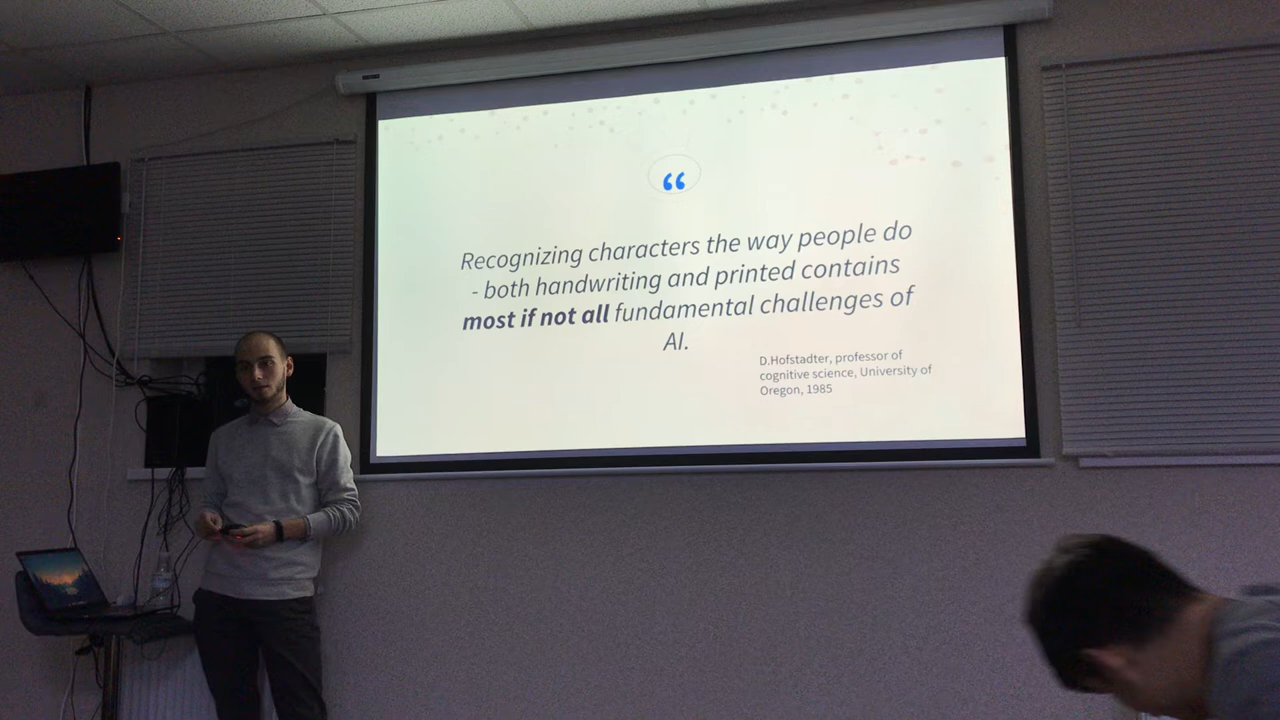 “
Recognizing characters the way people do
- both handwriting and printed contains
most if not all fundamental challenges of
AI.
D.Hofstadter, professor of
cognitive science, University of
Oregon, 1985